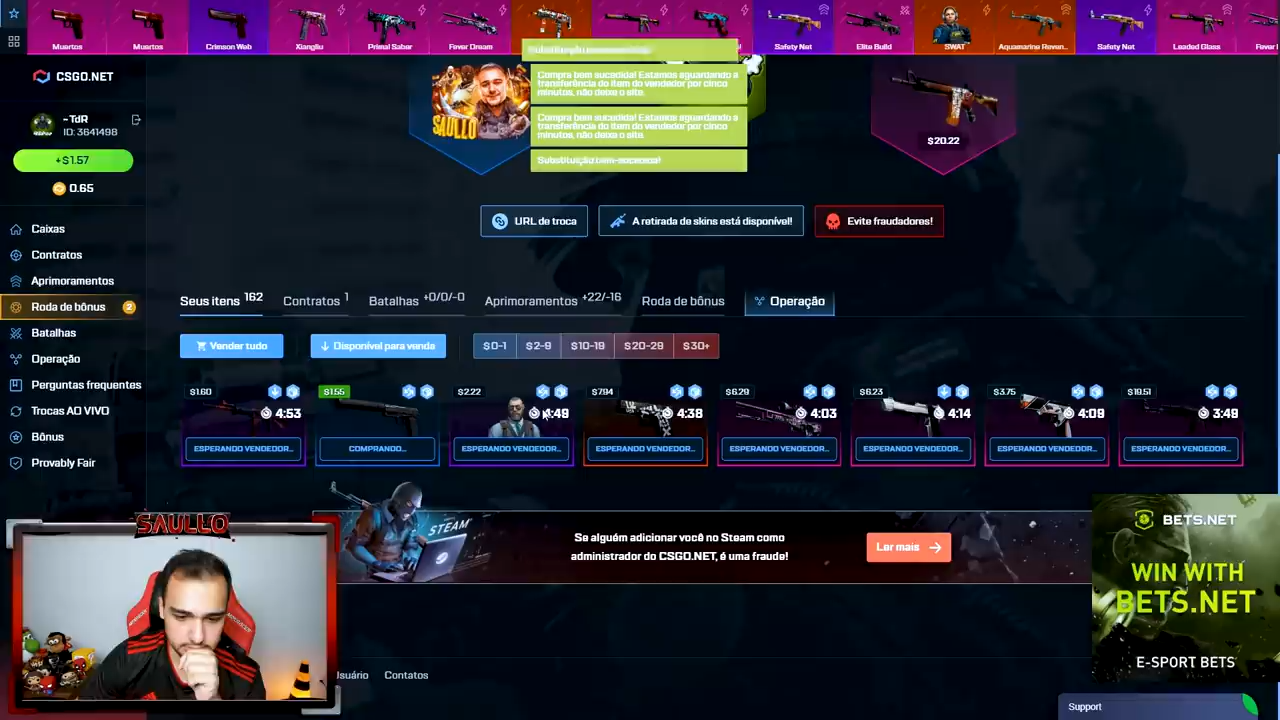 Muertos
Muertos
Crimson Web
Xiangliu
Primal Saber
Fever Dream
Safety Net
Elite Build
SWAT
Aquamarine Reven...
Safety Net
Leaded Glass
CSGO.NET
- TdR
ID: 3641498
+$1.57
0.65
Caixas
Contratos
Aprimoramentos
Roda de bônus 2
Batalhas
Operação
Perguntas frequentes
Trocas AO VIVO
Bônus
Provably Fair
SAULLO
Compra bem sucedida! Estamos aguardando a
transferência do item do vendedor por cinco
minutos, não deixe o site.
Compra bem sucedida! Estamos aguardando a
transferência do item do vendedor por cinco
minutos, não deixe o site.
Substituição bem-sucedida!
$20.22
URL de troca
A retirada de skins está disponível!
Evite fraudadores!
Seus itens 162
Contratos 1
Batalhas +0/0/-0
Aprimoramentos +22/-16
Roda de bônus
Operação
Vender tudo
Disponível para venda
$0-1
$2-9
$10-19
$20-29
$30+
$1.60
4:53
ESPERANDO VENDEDOR...
$1.55
COMPRANDO...
$2.22
4:49
ESPERANDO VENDEDOR...
$7.94
4:38
ESPERANDO VENDEDOR...
$6.29
4:03
ESPERANDO VENDEDOR...
$6.23
4:14
ESPERANDO VENDEDOR...
$3.75
4:09
ESPERANDO VENDEDOR...
$19.51
3:49
ESPERANDO VENDEDOR...
STEAM
Se alguém adicionar você no Steam como
administrador do CSGO.NET, é uma fraude!
Ler mais
SAULLO
BETS.NET
WIN WITH
BETS.NET
E-SPORT BETS
Contatos
Support